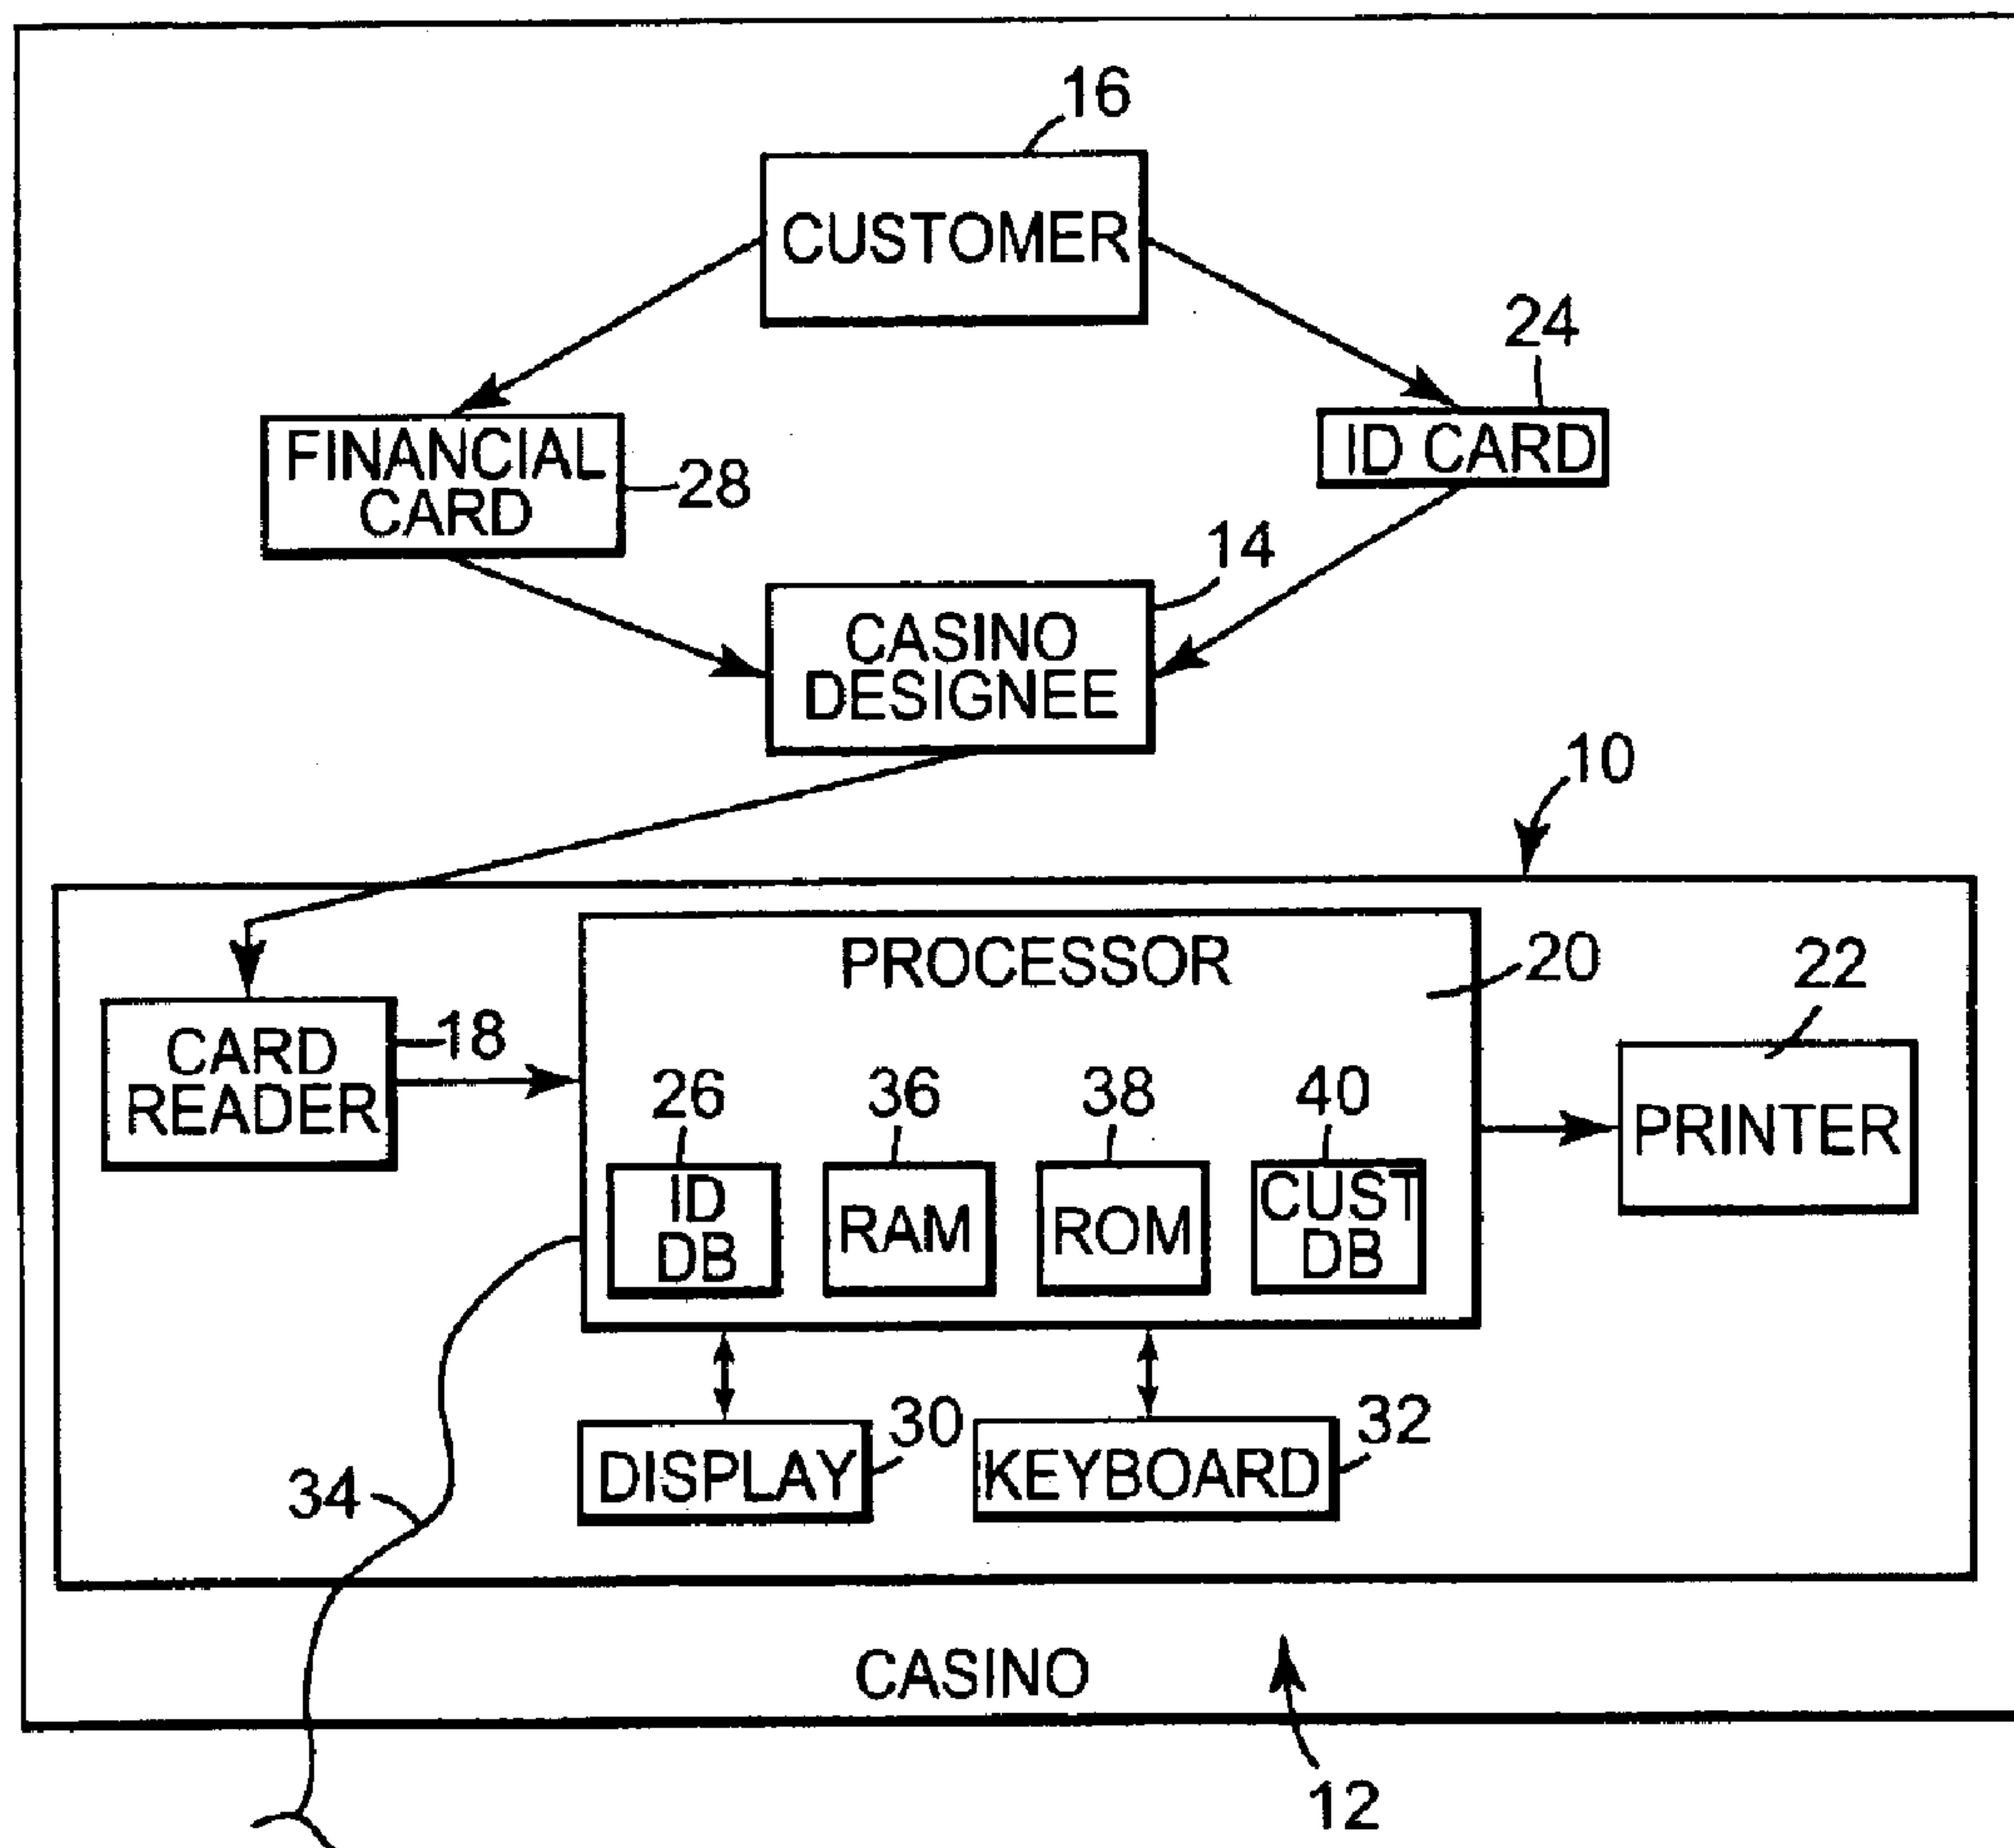 16
CUSTOMER
24
FINANCIAL
CARD
28
ID CARD
14
CASINO
DESIGNEE
10
PROCESSOR
20
22
CARD
READER
18
26
36
38
40
PRINTER
ID
DB
RAM
ROM
CUST
DB
30
32
DISPLAY
KEYBOARD
34
CASINO
12